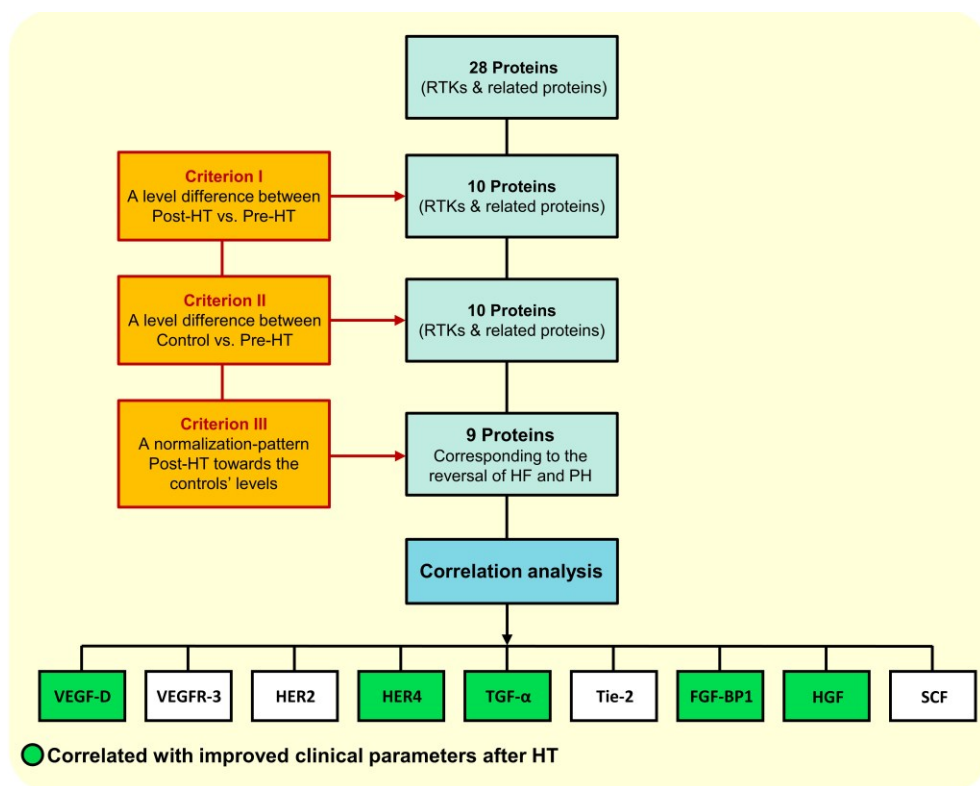 28 Proteins
(RTKs & related proteins)
Criterion I
A level difference between
Post-HT vs. Pre-HT
10 Proteins
(RTKs & related proteins)
Criterion II
A level difference between
Control vs. Pre-HT
10 Proteins
(RTKs & related proteins)
Criterion III
A normalization-pattern
Post-HT towards the
controls' levels
9 Proteins
Corresponding to the
reversal of HF and PH
Correlation analysis
VEGF-D
VEGFR-3
HER2
HER4
TGF-α
Tie-2
FGF-BP1
HGF
SCF
Correlated with improved clinical parameters after HT